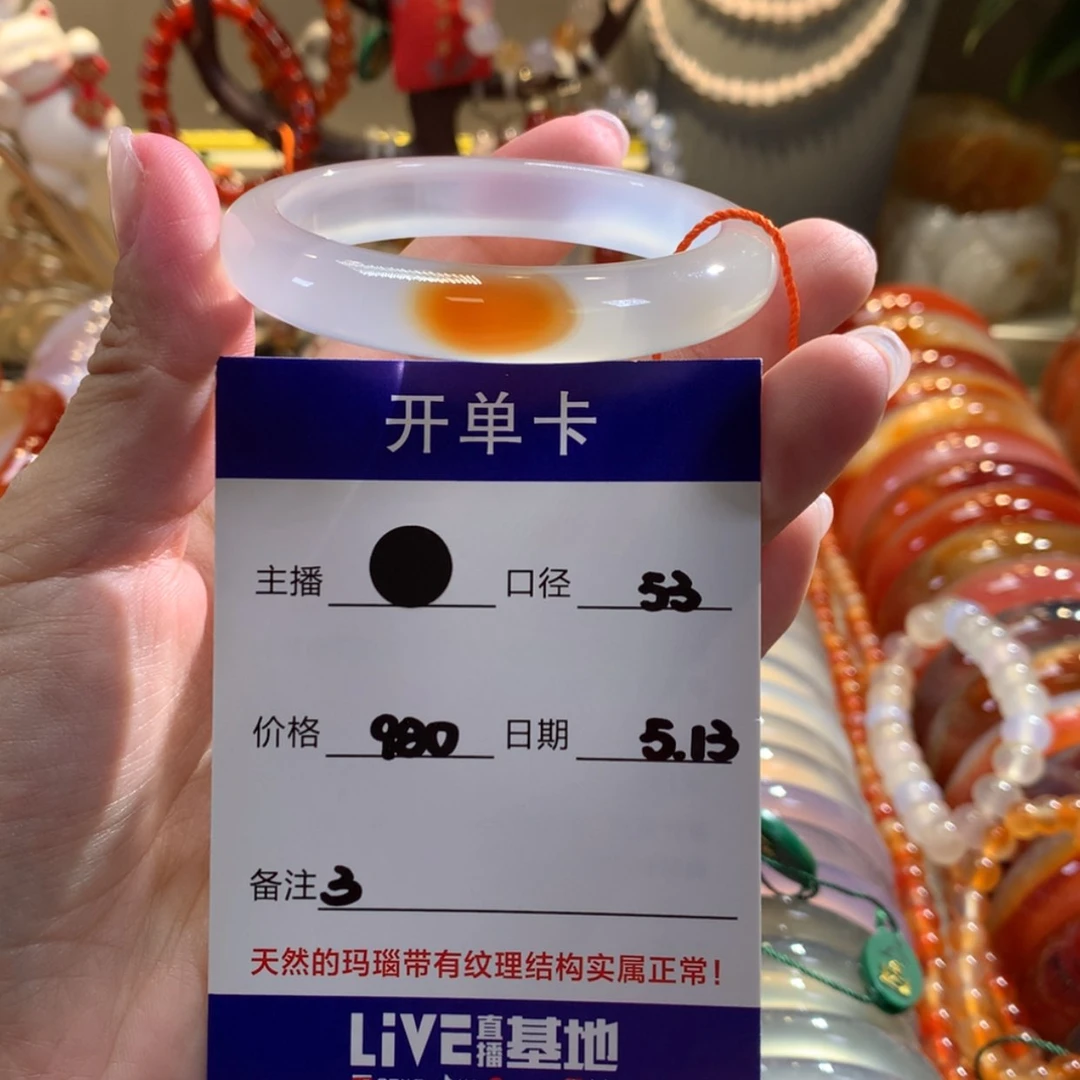 开单卡
主播 口径 53
价格 980 日期 5.13
备注 3
天然的玛瑙带有纹理结构实属正常!
LiVE直播基地